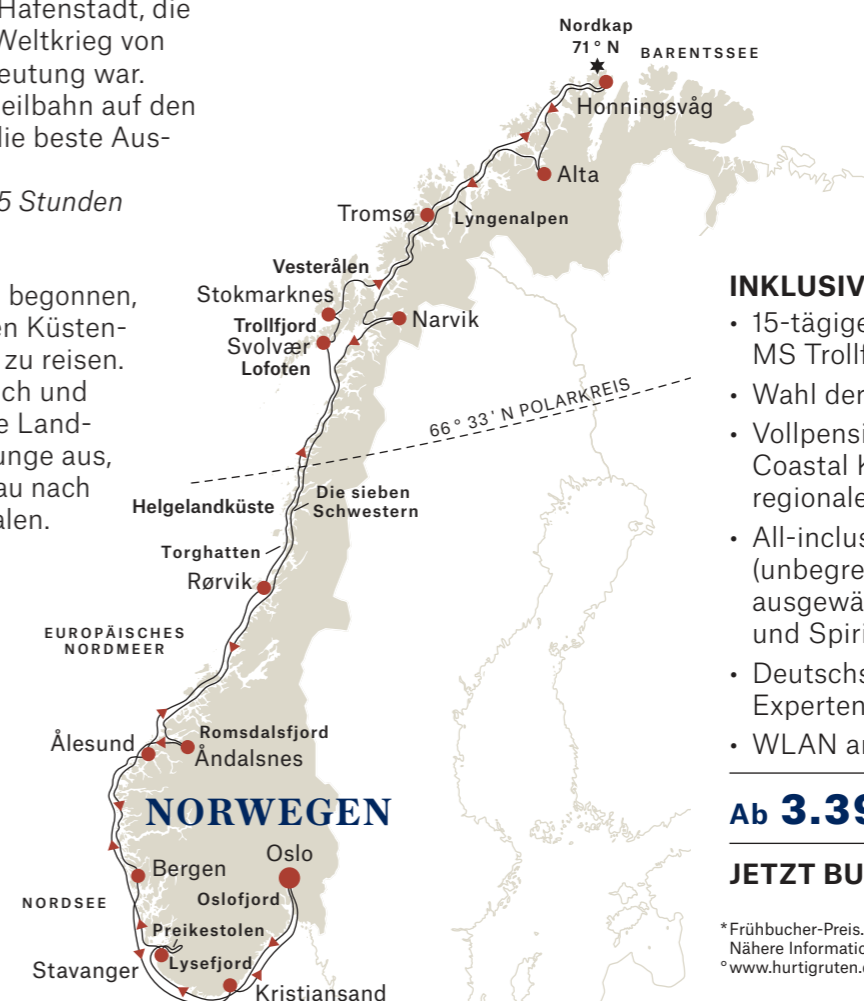 Hafenstadt, die
Weltkrieg von
eutung war.
eilbahn auf den
die beste Aus-
5 Stunden
begonnen,
en Küsten-
zu reisen.
ch und
e Land-
unge aus,
au nach
alen.
Nordkap
71° N
BARENTSSEE
Honningsvåg
Alta
Tromsø
Lyngenalpen
Vesterålen
Stokmarknes
Trollfjord
Svolvær
Lofoten
Narvik
66° 33' N POLARKREIS
Helgelandküste
Die sieben
Schwestern
Torghatten
Rørvik
EUROPÄISCHES
NORDMEER
Romsdalsfjord
Ålesund
Åndalsnes
NORWEGEN
Oslo
Bergen
Oslofjord
NORDSEE
Preikestolen
Lysefjord
Stavanger
Kristiansand
INKLUSIV
• 15-tägige
MS Trollf
• Wahl der
• Vollpensi
Coastal K
regionale
• All-inclus
(unbegre
ausgewä
und Spiri
• Deutschs
Experten
• WLAN an
Ab 3.39
JETZT BU
*Frühbucher-Preis.
Nähere Informatio
°www.hurtigruten.